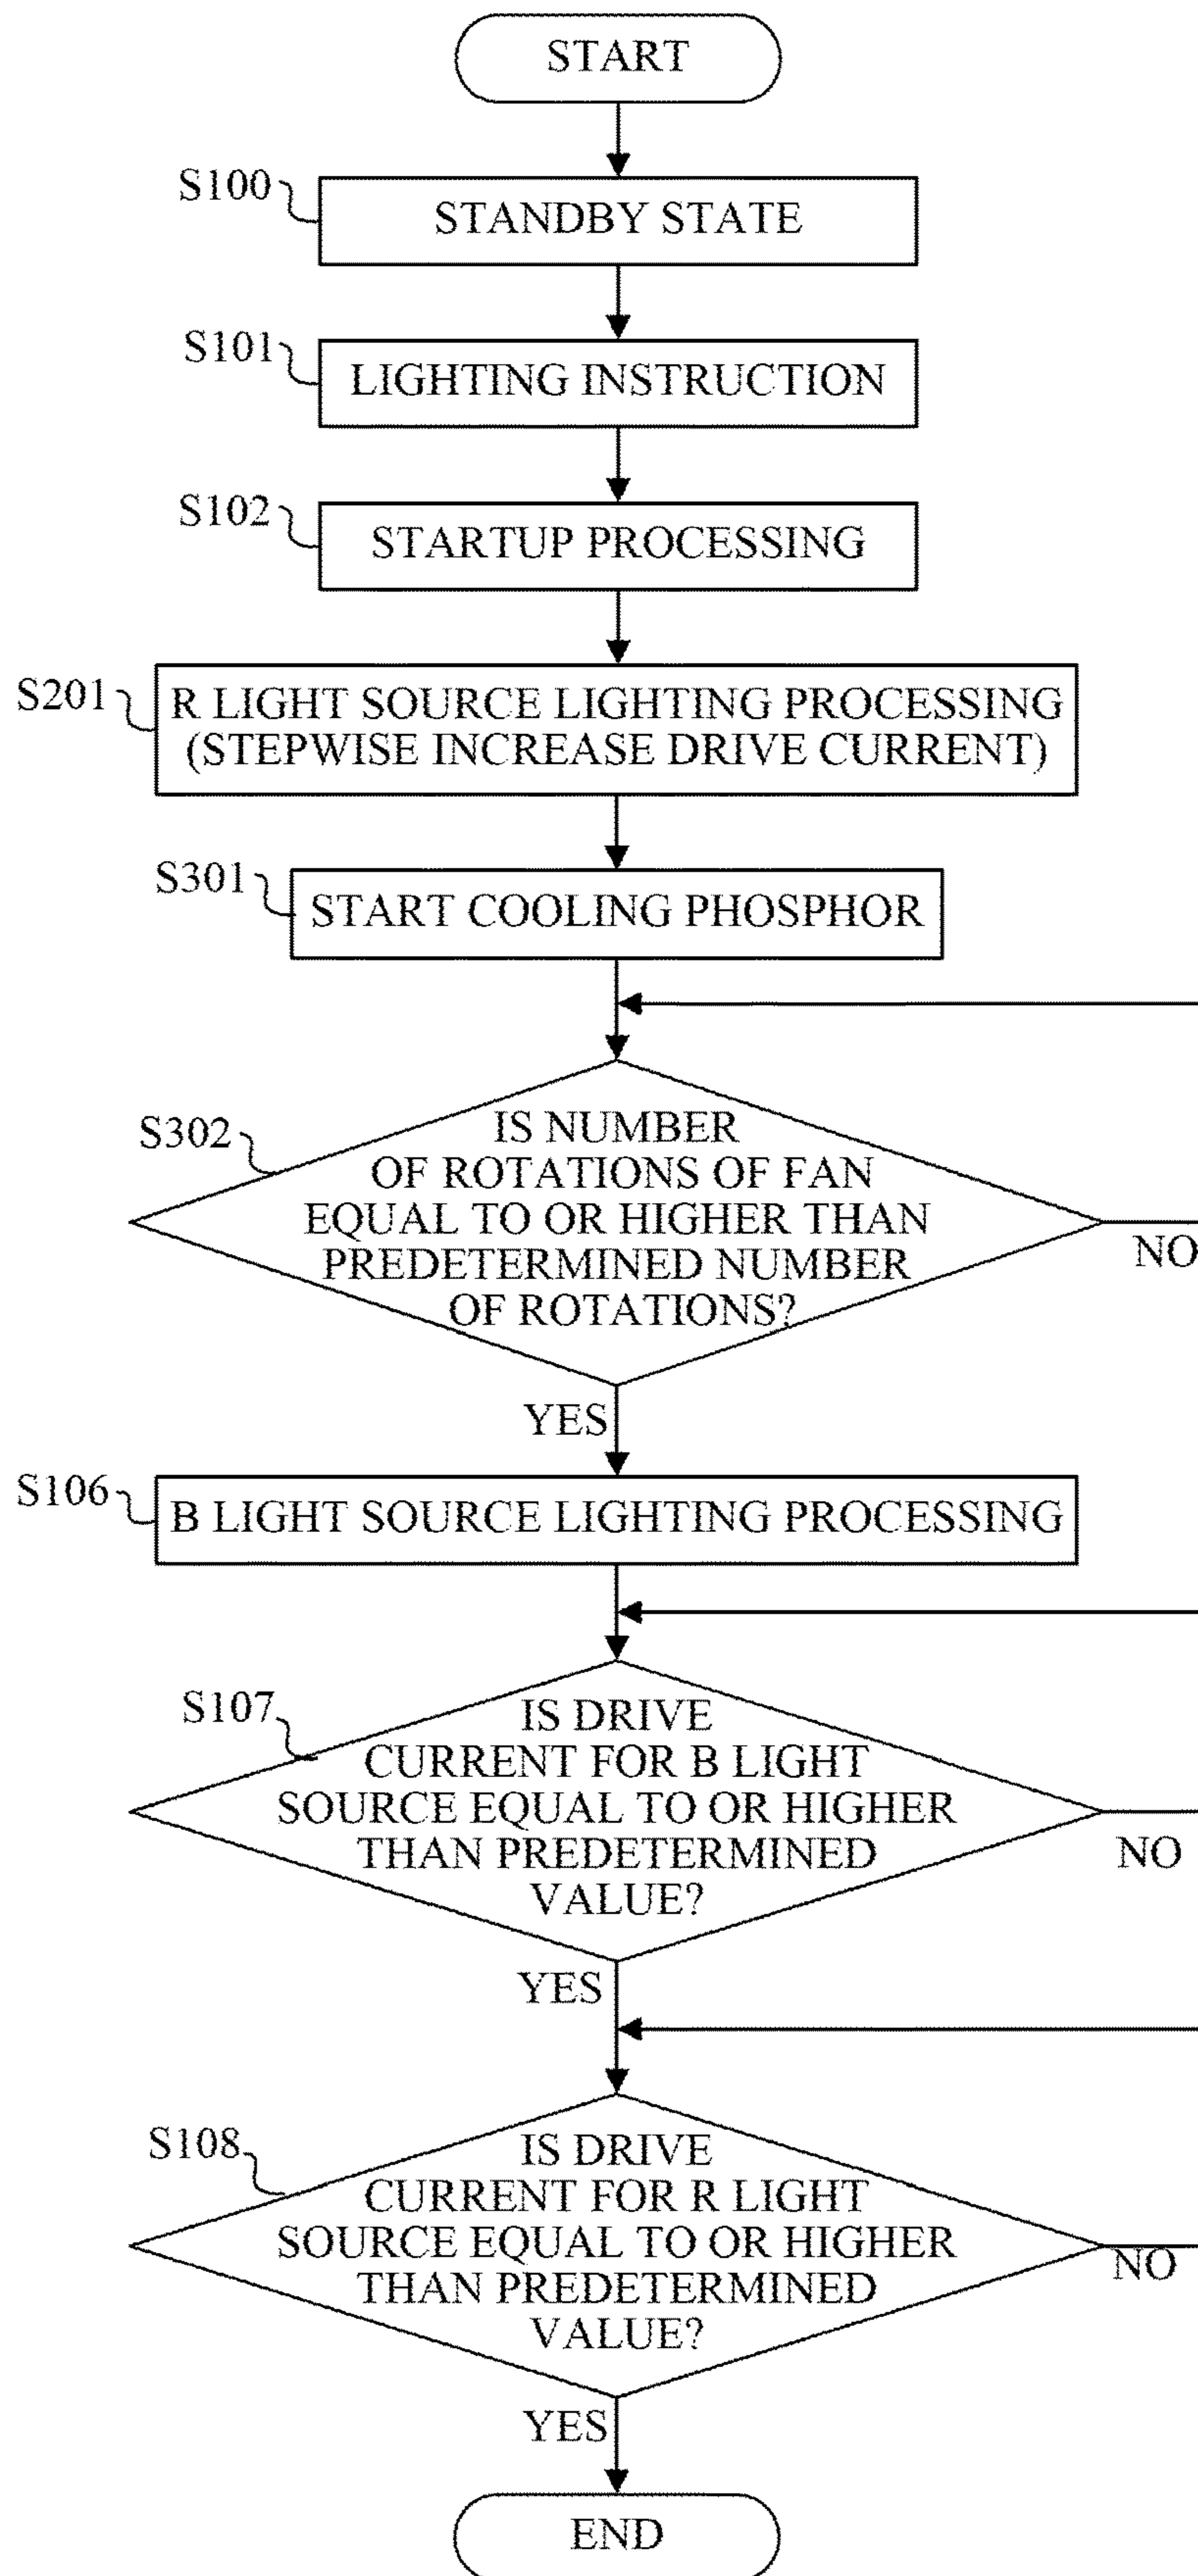 START
S100
STANDBY STATE
S101
LIGHTING INSTRUCTION
S102
STARTUP PROCESSING
S201
R LIGHT SOURCE LIGHTING PROCESSING
(STEPWISE INCREASE DRIVE CURRENT)
S301
START COOLING PHOSPHOR
S302
IS NUMBER
OF ROTATIONS OF FAN
EQUAL TO OR HIGHER THAN
PREDETERMINED NUMBER
OF ROTATIONS?
NO
YES
S106
B LIGHT SOURCE LIGHTING PROCESSING
S107
IS DRIVE
CURRENT FOR B LIGHT
SOURCE EQUAL TO OR HIGHER
THAN PREDETERMINED
VALUE?
NO
YES
S108
IS DRIVE
CURRENT FOR R LIGHT
SOURCE EQUAL TO OR HIGHER
THAN PREDETERMINED
VALUE?
NO
YES
END